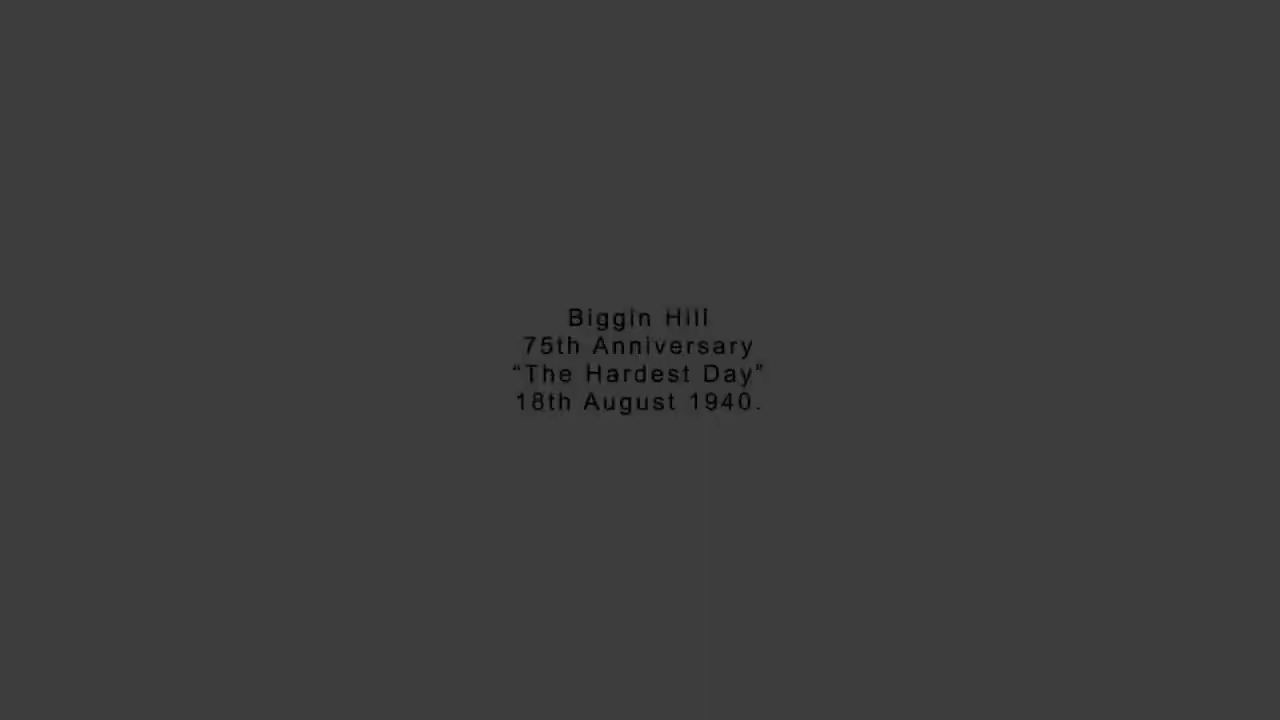 Biggin Hill
75th Anniversary
“The Hardest Day”
18th August 1940.